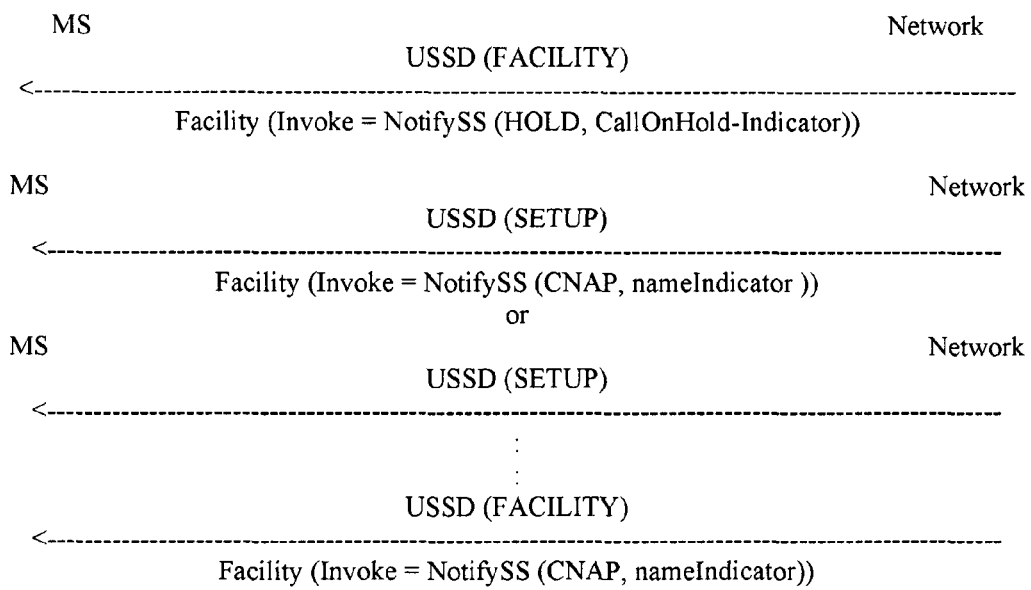 MS Network
USSD (FACILITY)
<
Facility (Invoke = NotifySS (HOLD, CallOnHold-Indicator))
MS Network
USSD (SETUP)
<
Facility (Invoke = NotifySS (CNAP, nameIndicator ))
or
MS Network
USSD (SETUP)
<
USSD (FACILITY)
<
Facility (Invoke = NotifySS (CNAP, nameIndicator))